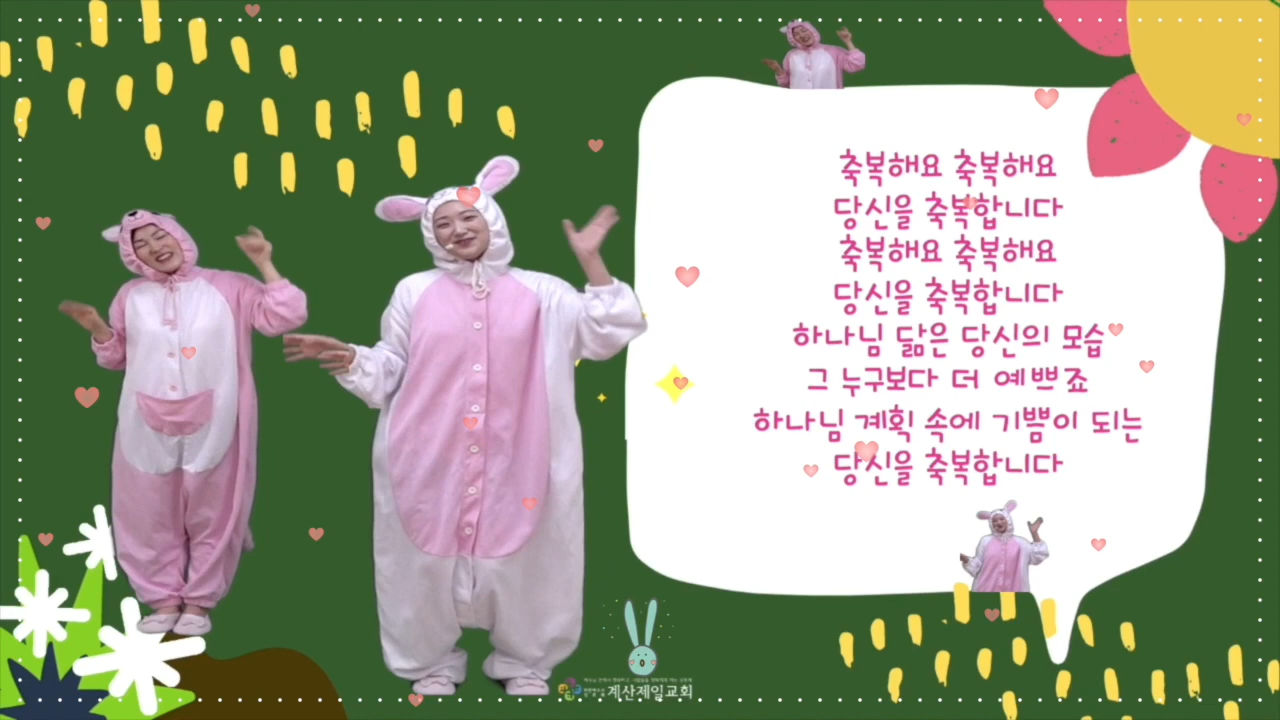 축복해요 축복해요
당신을 축복합니다
축복해요 축복해요
당신을 축복합니다
하나님 닮은 당신의 모습
그 누구보다 더 예쁘죠
하나님 계획 속에 기쁨이 되는
당신을 축복합니다
계산제일교회